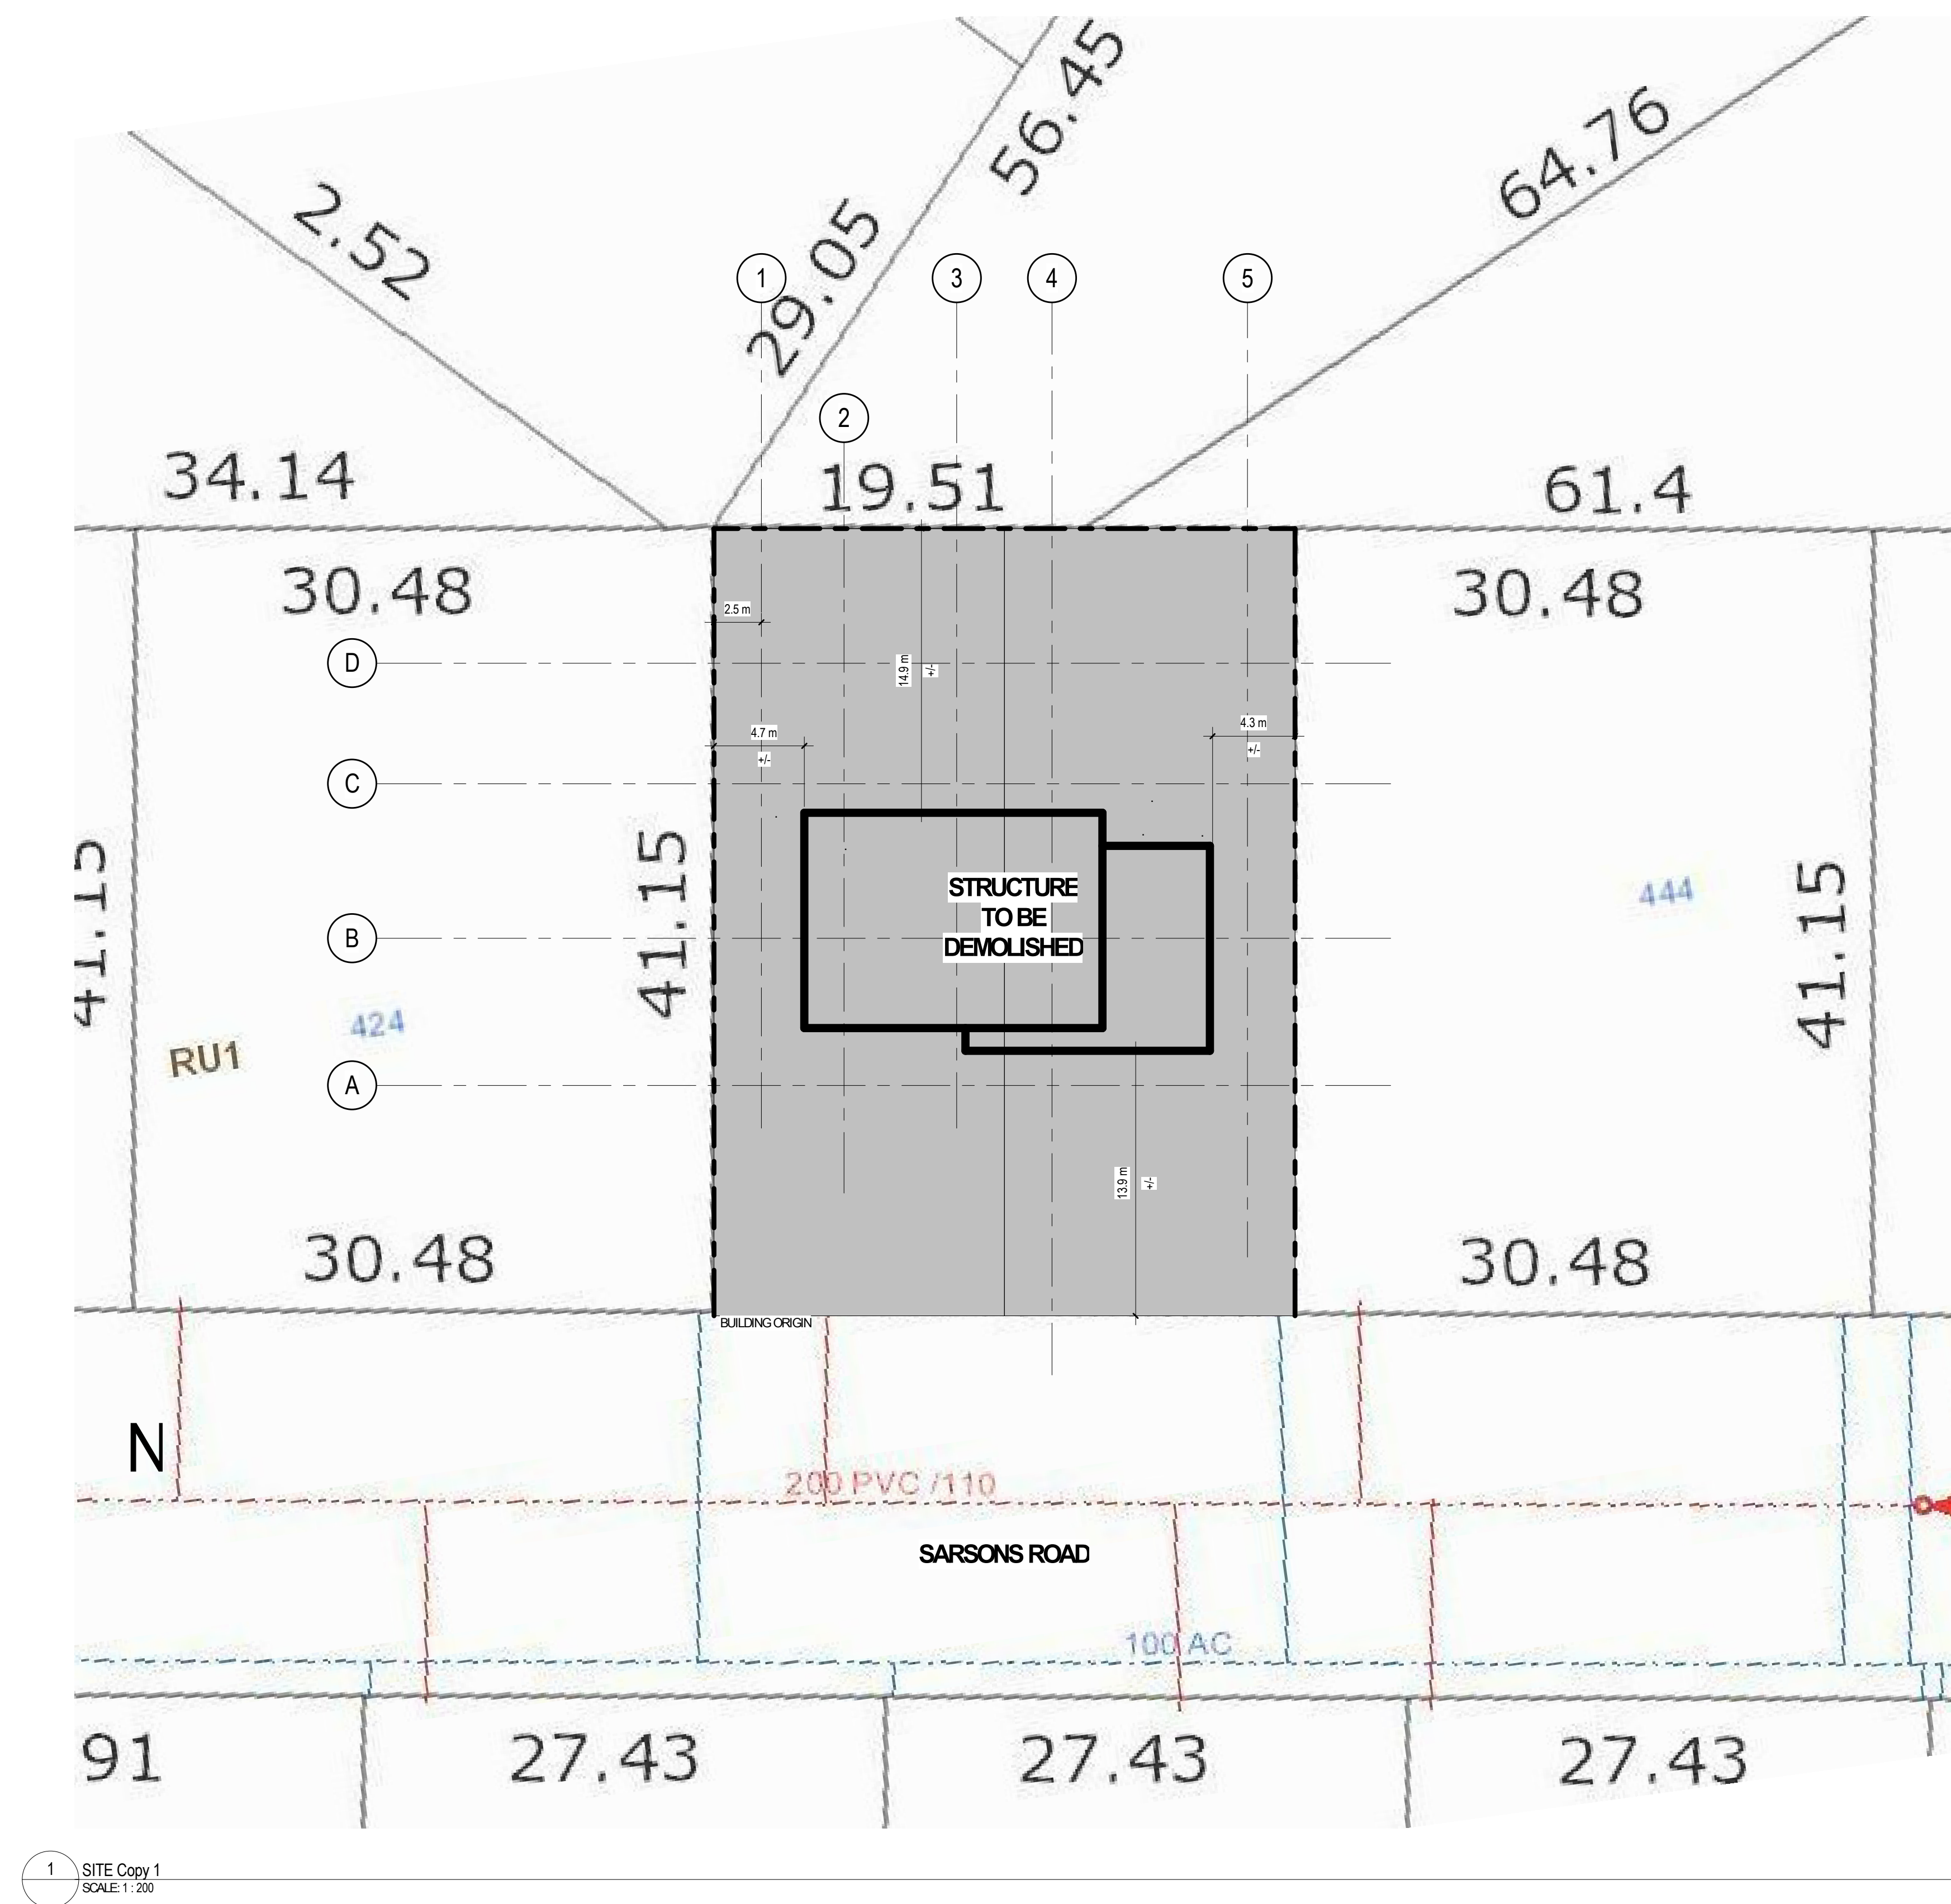 56.45
64.76
2.52
29.05
1
3
4
5
2
34.14
19.51
61.4
30.48
30.48
2.5 m
D
14.9 m
+/-
4.7 m
+/-
4.3 m
+/-
C
41.15
41.15
41.15
STRUCTURE
TO BE
DEMOLISHED
444
B
424
RU1
A
13.9 m
+/-
30.48
30.48
BUILDING ORIGIN
N
200 PVC /110
SARSONS ROAD
100 AC
91
27.43
27.43
27.43
1
SITE Copy 1
SCALE: 1 : 200